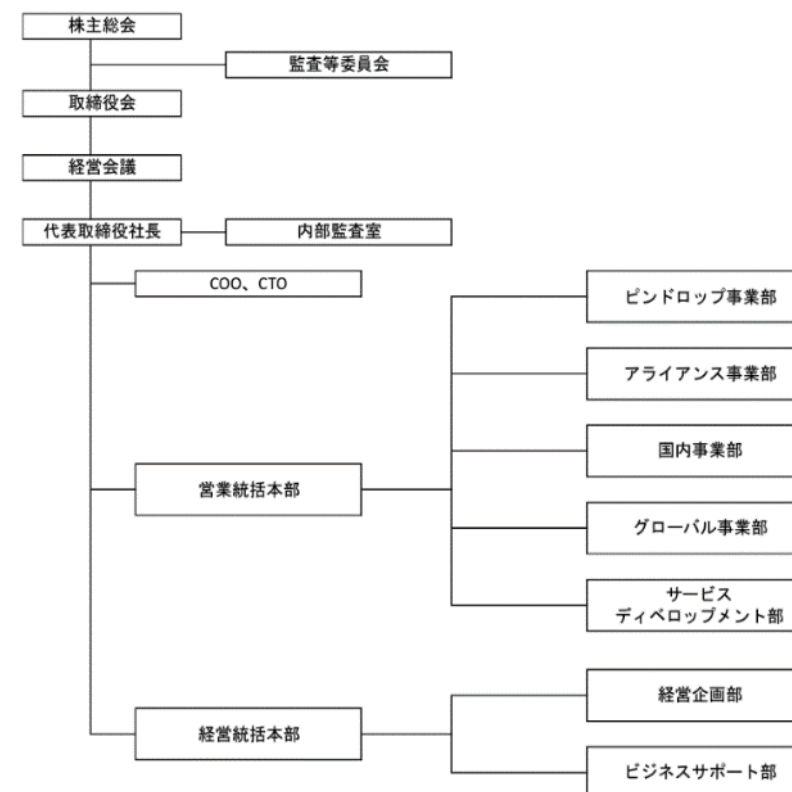 株主総会
監査等委員会
取締役会
経営会議
代表取締役社長
内部監査室
COO、CTO
ピンドロップ事業部
アライアンス事業部
国内事業部
営業統括本部
グローバル事業部
サービス
ディベロップメント部
経営企画部
経営統括本部
ビジネスサポート部